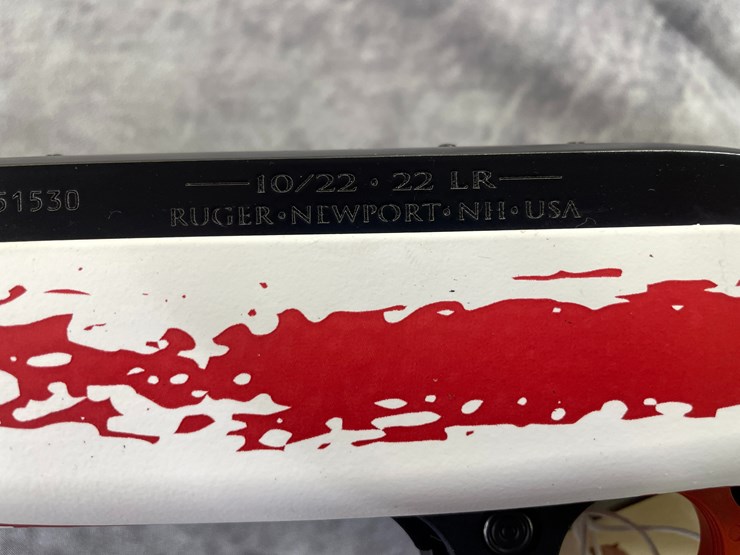 51530
10/22 • 22 LR
RUGER • NEWPORT • NH • USA